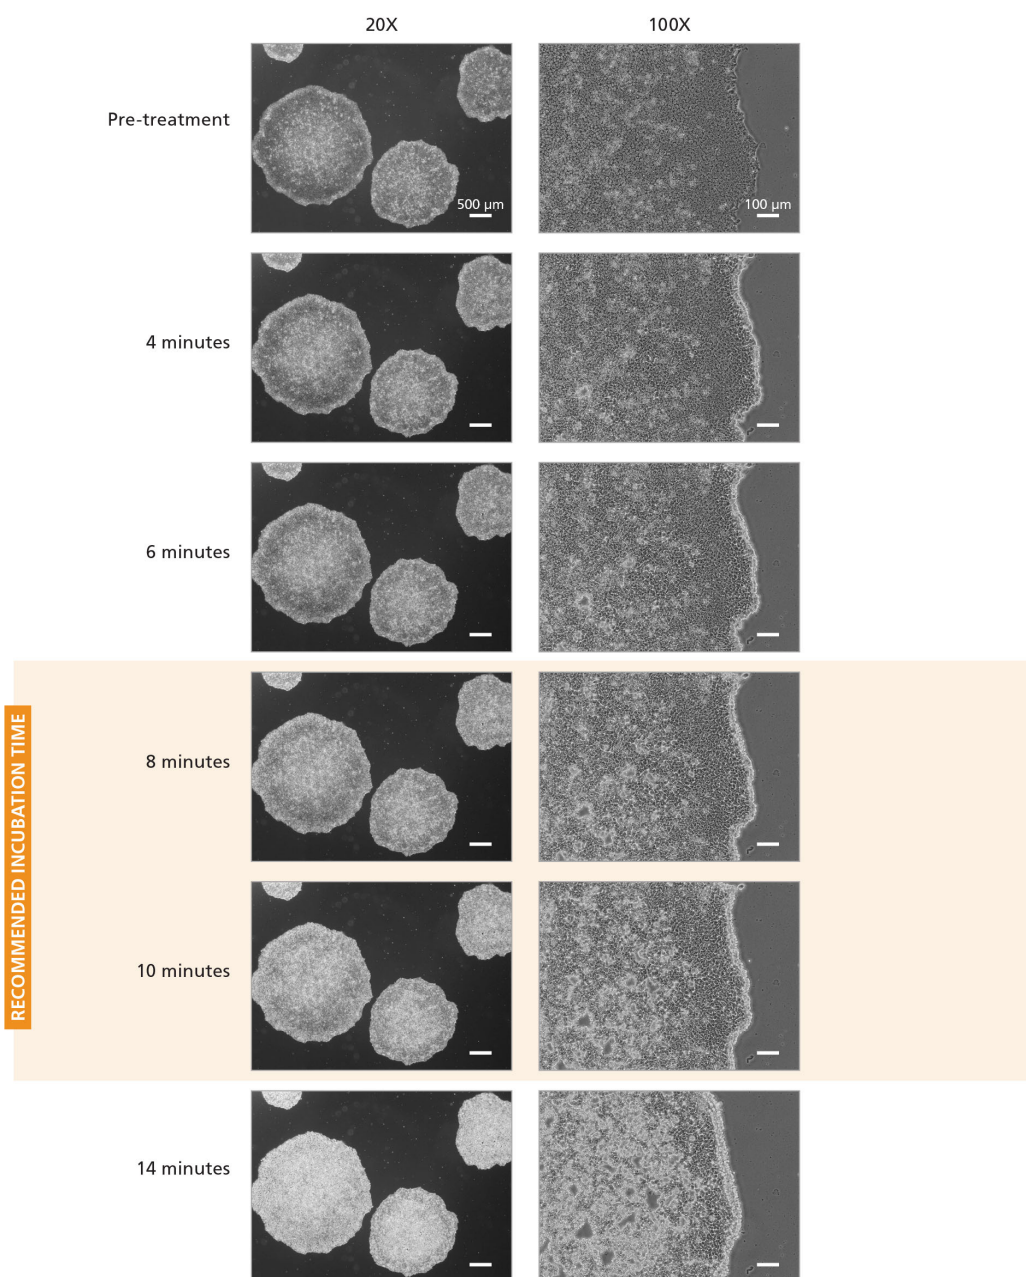 20X
100X
Pre-treatment
500 µm
100 µm
4 minutes
6 minutes
RECOMMENDED INCUBATION TIME
8 minutes
10 minutes
14 minutes